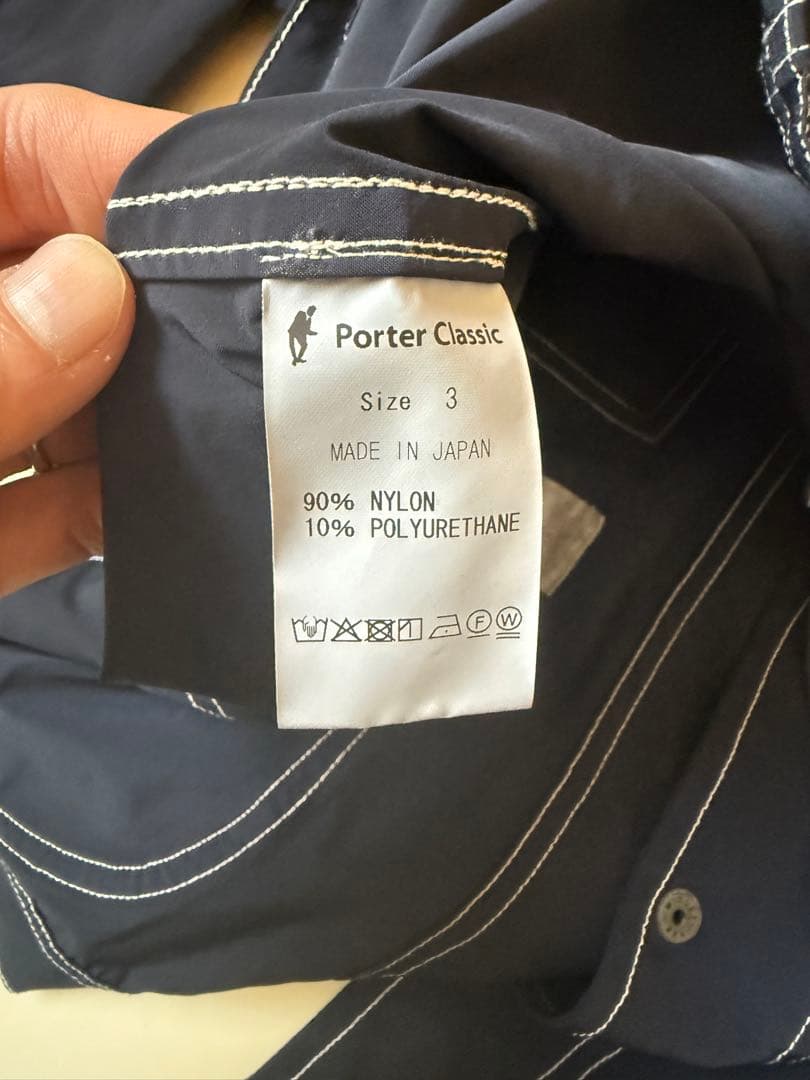 Porter Classic
Size 3
MADE IN JAPAN
90% NYLON
10% POLYURETHANE
F W